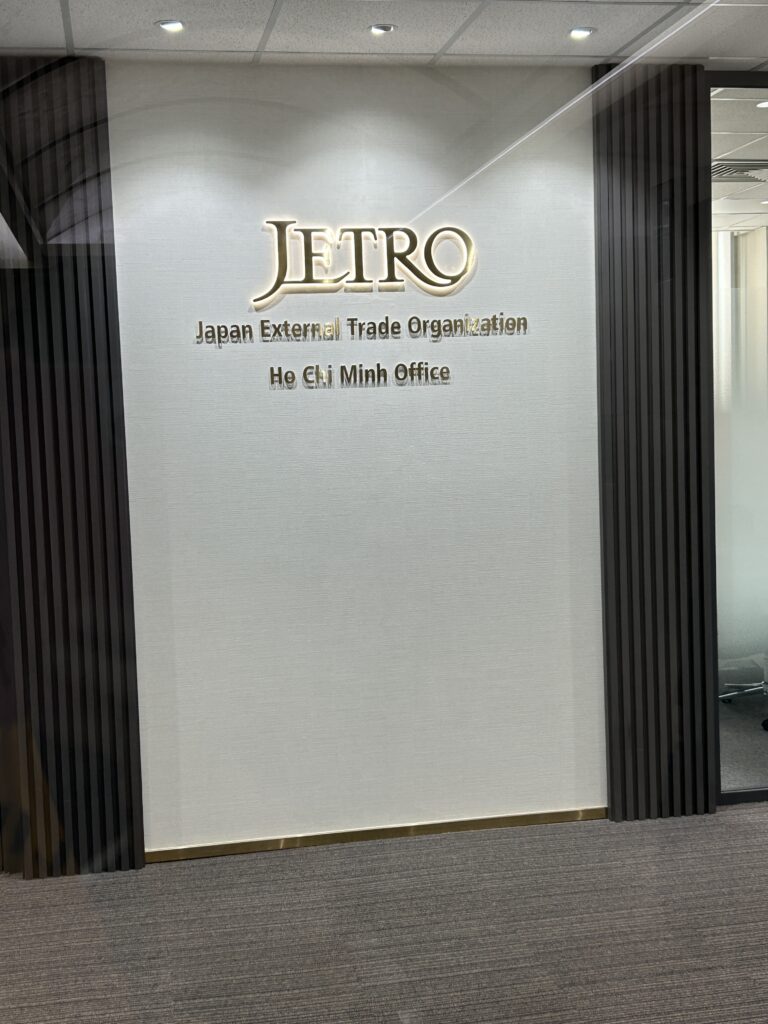 JETRO
Japan External Trade Organization
Ho Chi Minh Office